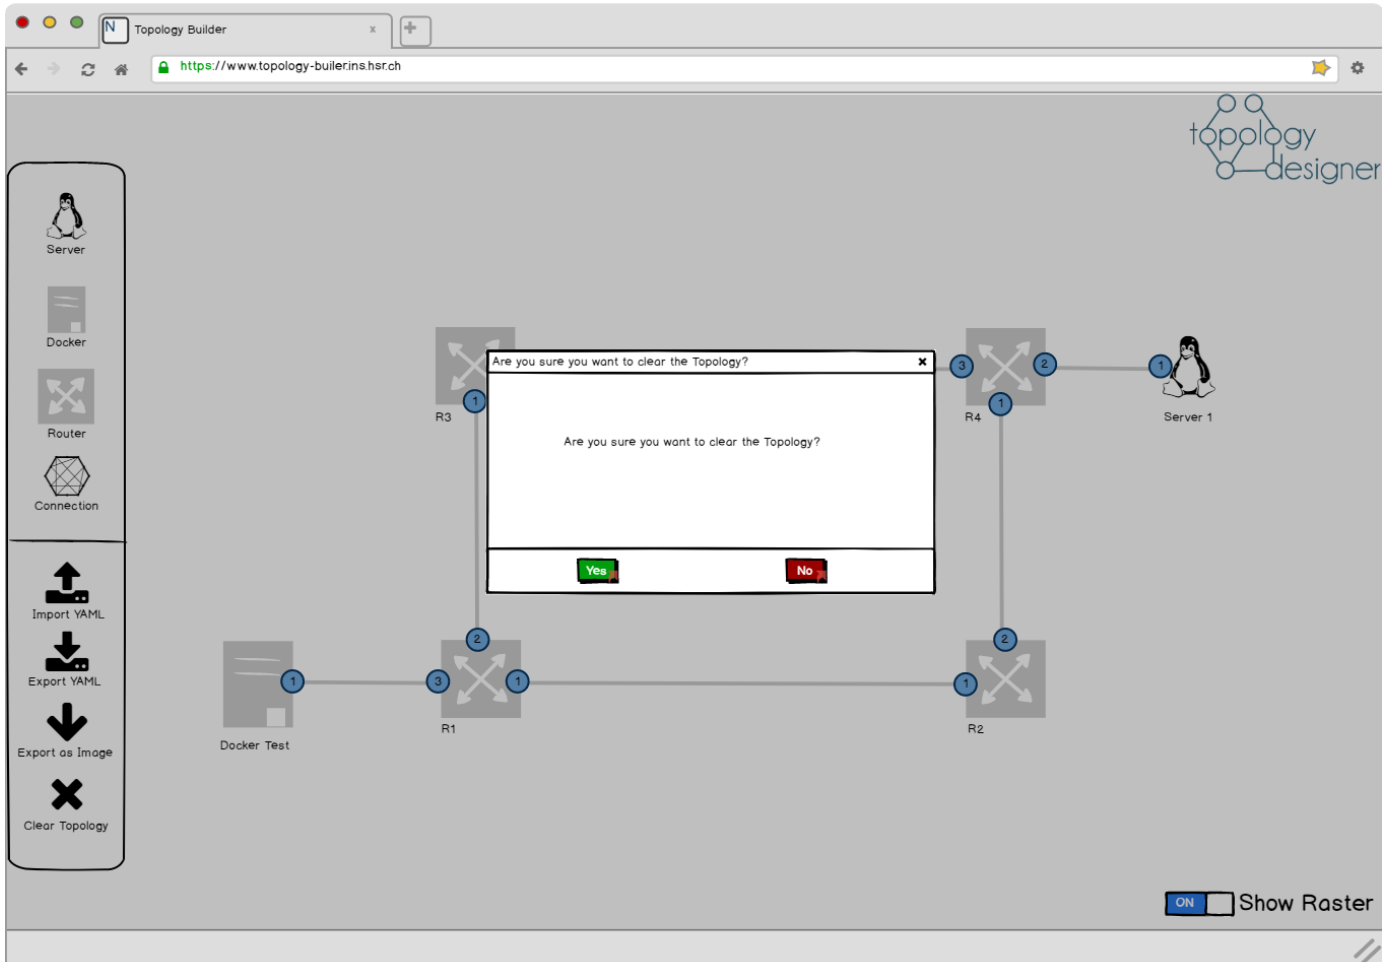 N Topology Builder x +
https://www.topology-builer.ins.hsr.ch
topology
designer
Server
Docker
Router
Connection
Import YAML
Export YAML
Export as Image
Clear Topology
R3
1
Are you sure you want to clear the Topology?
Are you sure you want to clear the Topology?
Yes No
3
2
1
R4
1
Server 1
1
Docker Test
2
3
1
R1
2
1
R2
ON Show Raster